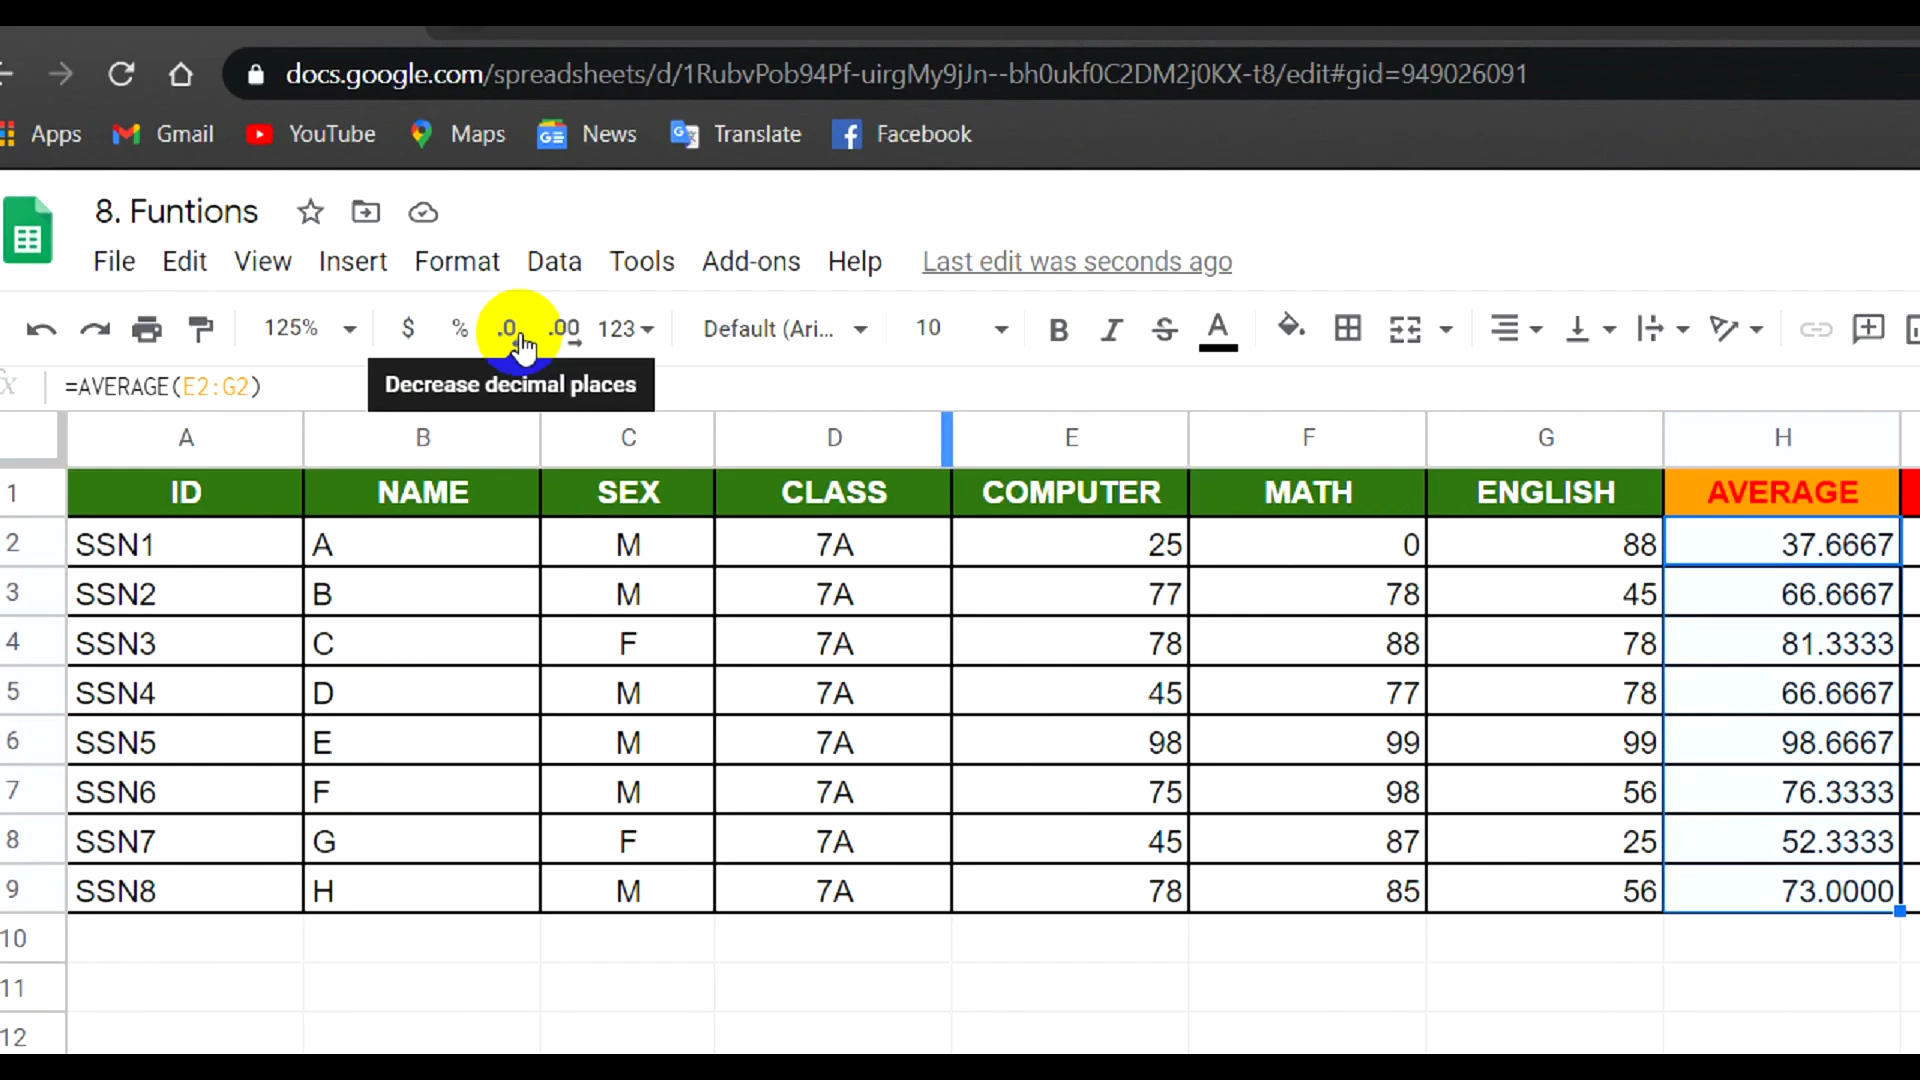 docs.google.com/spreadsheets/d/1RubvPob94Pf-uirgMy9jJn--bh0ukf0C2DM2j0KX-t8/edit#gid=949026091
Apps Gmail YouTube Maps News Translate Facebook
8. Funtions
File Edit View Insert Format Data Tools Add-ons Help Last edit was seconds ago
125% $ % .0 .00 123 Default (Ari... 10 B I S A
=AVERAGE(E2:G2)
Decrease decimal places
A B C D E F G H
1 ID NAME SEX CLASS COMPUTER MATH ENGLISH AVERAGE
2 SSN1 A M 7A 25 0 88 37.6667
3 SSN2 B M 7A 77 78 45 66.6667
4 SSN3 C F 7A 78 88 78 81.3333
5 SSN4 D M 7A 45 77 78 66.6667
6 SSN5 E M 7A 98 99 99 98.6667
7 SSN6 F M 7A 75 98 56 76.3333
8 SSN7 G F 7A 45 87 25 52.3333
9 SSN8 H M 7A 78 85 56 73.0000
10
11
12